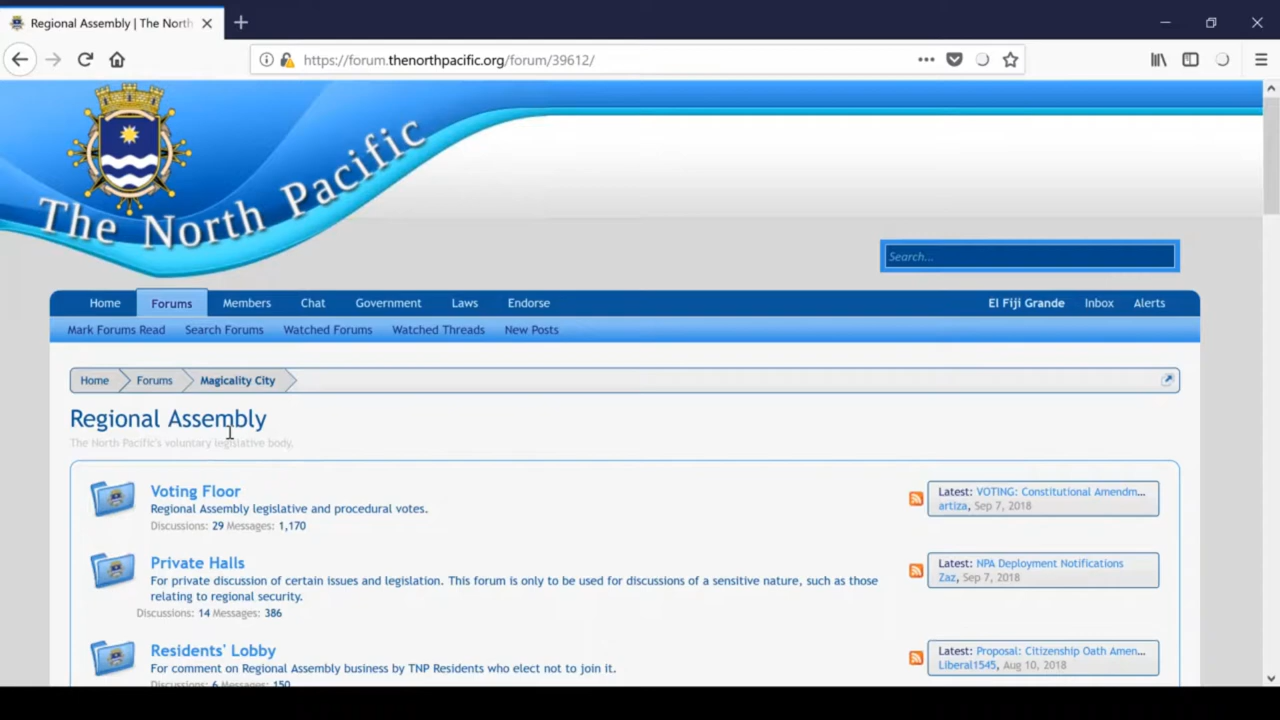 Regional Assembly | The North
https://forum.thenorthpacific.org/forum/39612/
The North Pacific
Search...
Home Forums Members Chat Government Laws Endorse El Fiji Grande Inbox Alerts
Mark Forums Read Search Forums Watched Forums Watched Threads New Posts
Home Forums Magicality City
Regional Assembly
The North Pacific's voluntary legislative body.
Voting Floor
Regional Assembly legislative and procedural votes.
Discussions: 29 Messages: 1,170
Latest: VOTING: Constitutional Amendm...
artiza, Sep 7, 2018
Private Halls
For private discussion of certain issues and legislation. This forum is only to be used for discussions of a sensitive nature, such as those
relating to regional security.
Discussions: 14 Messages: 386
Latest: NPA Deployment Notifications
Zaz, Sep 7, 2018
Residents' Lobby
For comment on Regional Assembly business by TNP Residents who elect not to join it.
Discussions: 6 Messages: 150
Latest: Proposal: Citizenship Oath Amen...
Liberal1545, Aug 10, 2018